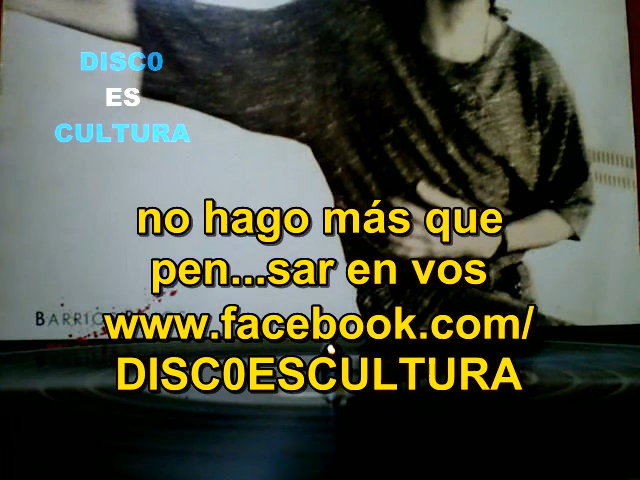 DISC0
ES
CULTURA
no hago más que
pen...sar en vos
BARRIO
www.facebook.com/
DISC0ESCULTURA